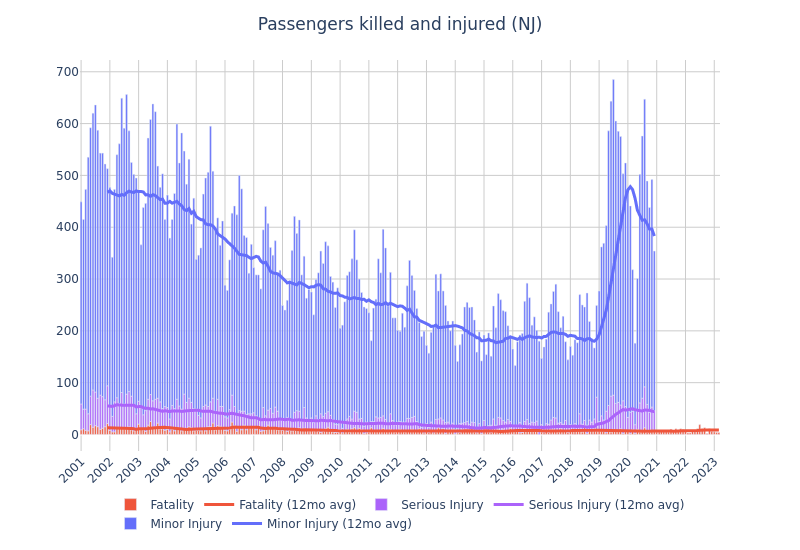 Passengers killed and injured (NJ)
700
600
500
400
300
200
100
0
2001 2002 2003 2004 2005 2006 2007 2008 2009 2010 2011 2012 2013 2014 2015 2016 2017 2018 2019 2020 2021 2022 2023
Fatality Fatality (12mo avg) Serious Injury Serious Injury (12mo avg)
Minor Injury Minor Injury (12mo avg)